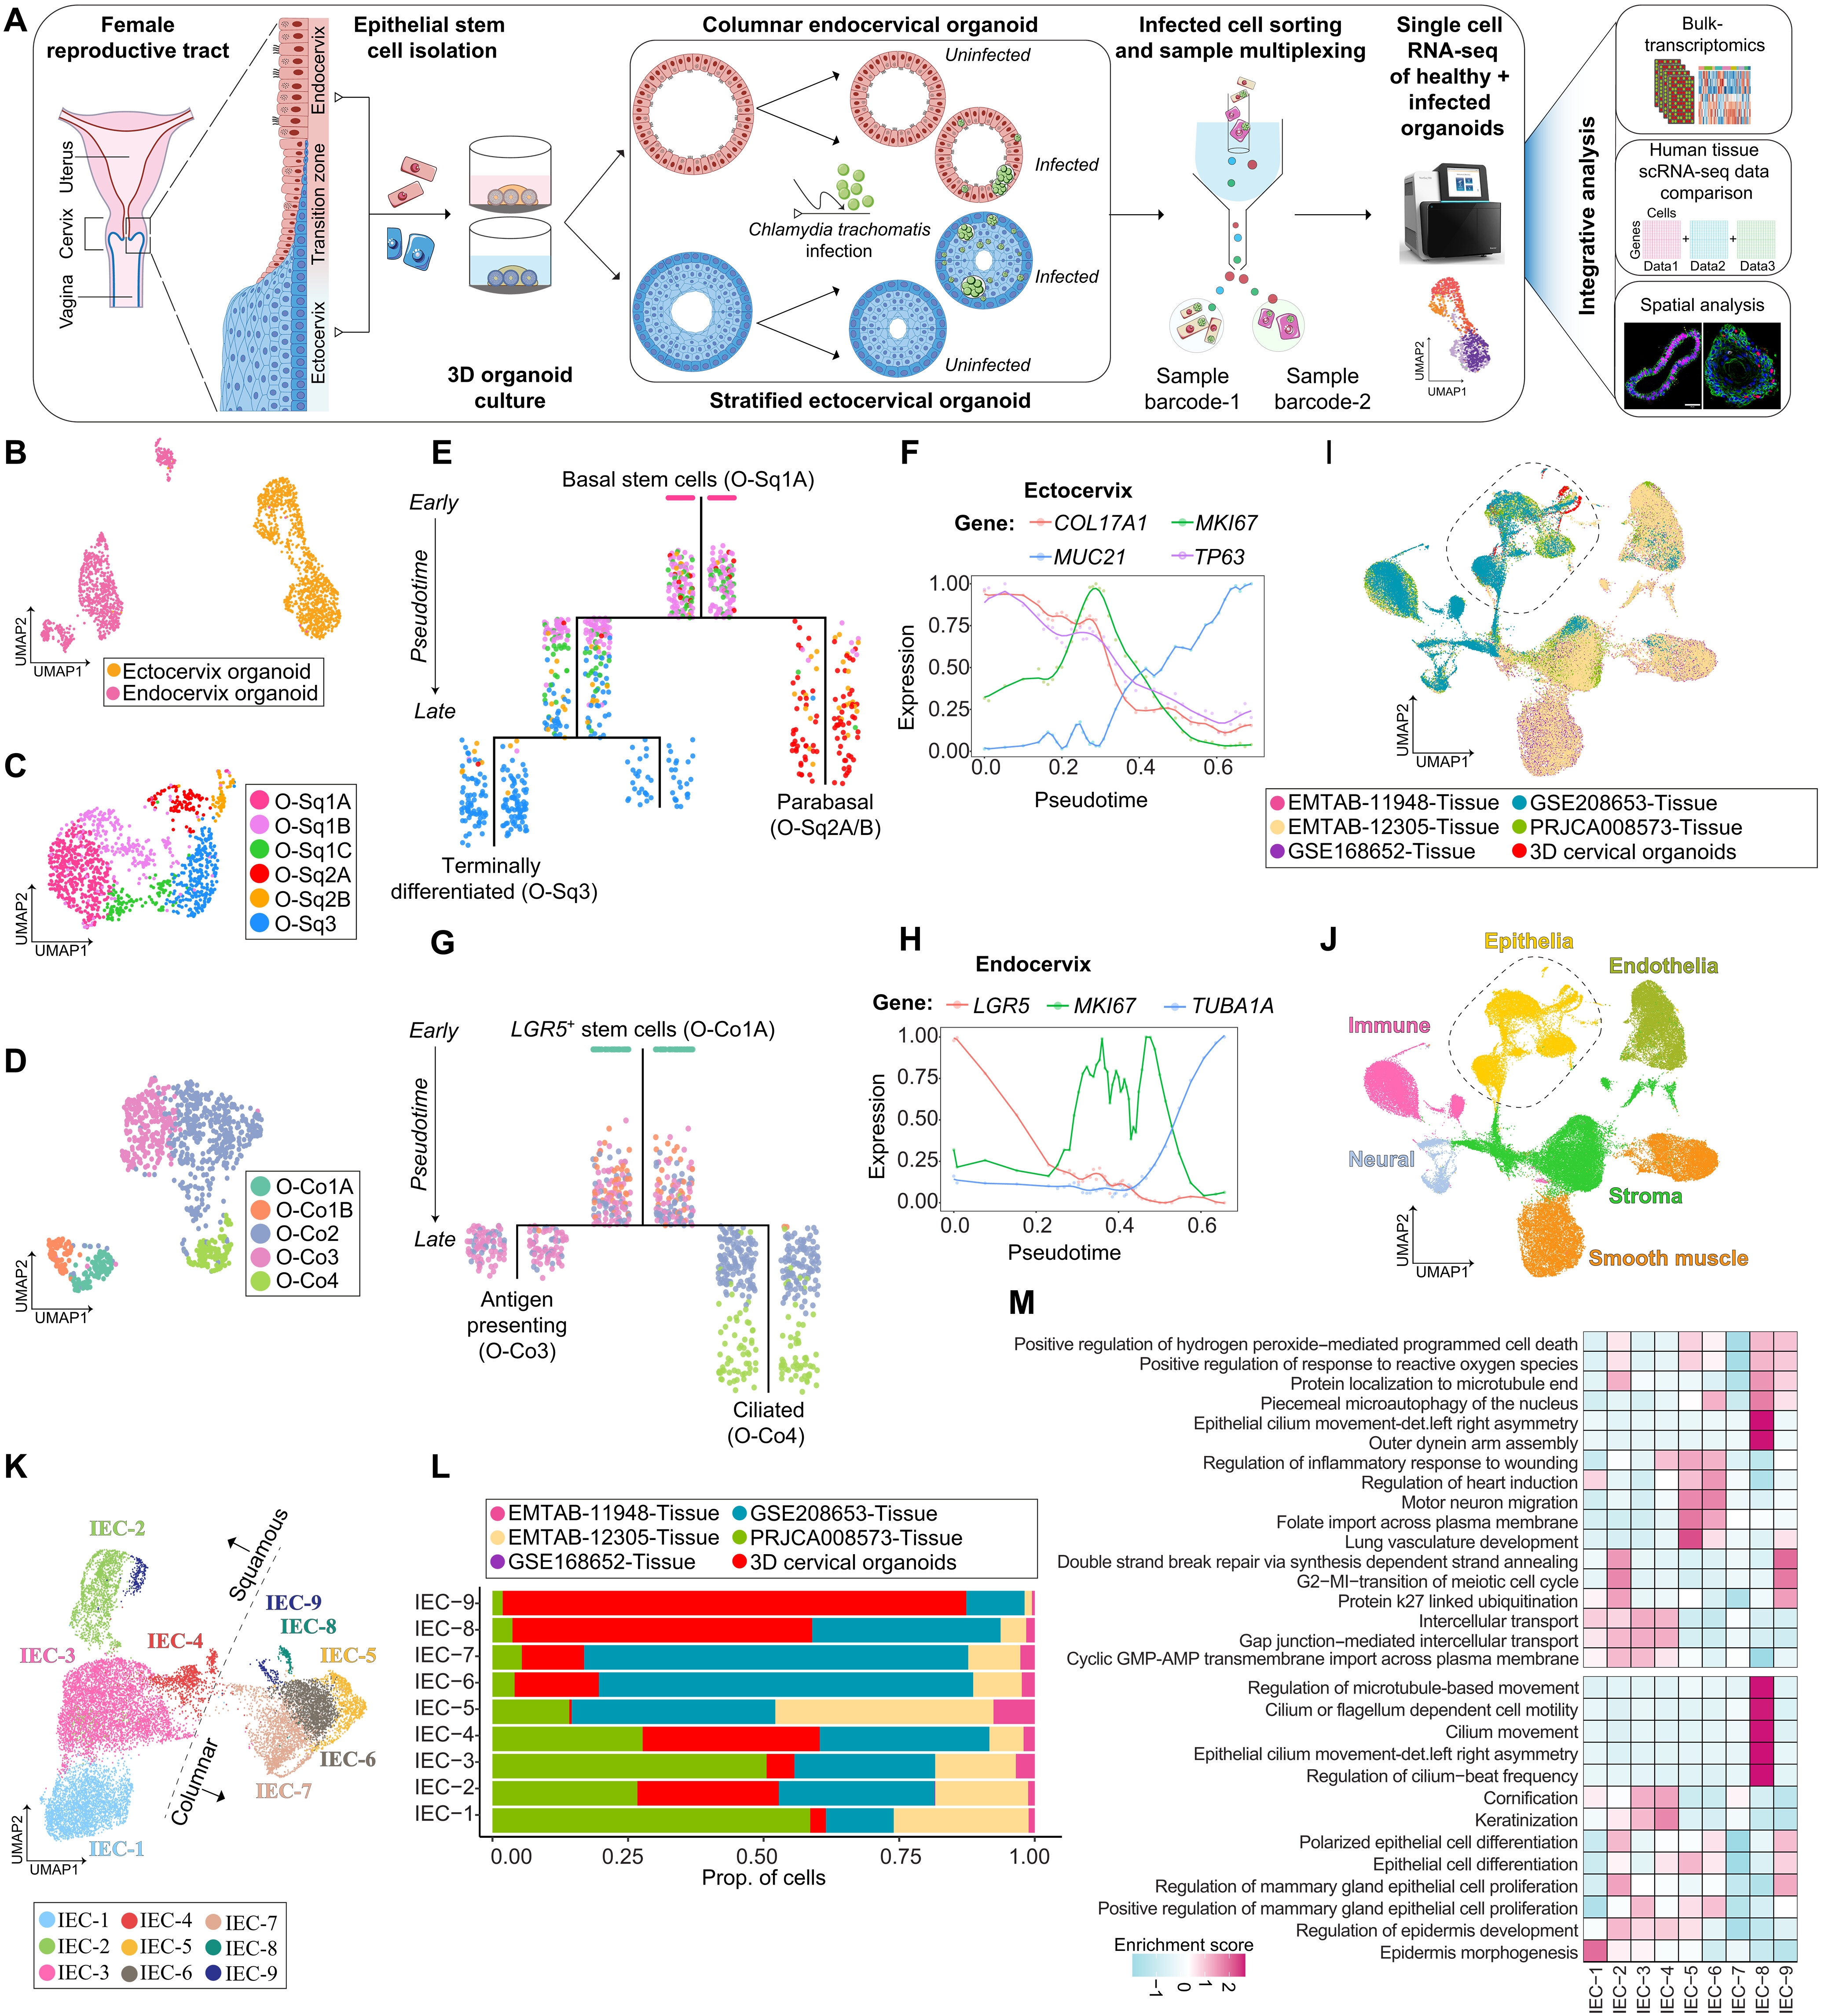 A
Female
reproductive tract
Uterus
Cervix
Vagina
Endocervix
Transition zone
Ectocervix
Epithelial stem
cell isolation
3D organoid
culture
Columnar endocervical organoid
Uninfected
Infected
Chlamydia trachomatis
infection
Infected
Uninfected
Stratified ectocervical organoid
Infected cell sorting
and sample multiplexing
Sample
barcode-1
Sample
barcode-2
Single cell
RNA-seq
of healthy +
infected
organoids
UMAP2
UMAP1
Integrative analysis
Bulk-
transcriptomics
Human tissue
scRNA-seq data
comparison
Cells
Genes
+
+
Data1
Data2
Data3
Spatial analysis
B
UMAP2
UMAP1
Ectocervix organoid
Endocervix organoid
C
O-Sq1A
O-Sq1B
O-Sq1C
O-Sq2A
O-Sq2B
O-Sq3
UMAP2
UMAP1
D
O-Co1A
O-Co1B
O-Co2
O-Co3
O-Co4
UMAP2
UMAP1
E
Basal stem cells (O-Sq1A)
Early
Pseudotime
Late
Parabasal
(O-Sq2A/B)
Terminally
differentiated (O-Sq3)
F
Ectocervix
Gene:
COL17A1
MKI67
MUC21
TP63
Expression
1.00
0.75
0.50
0.25
0.00
0.0
0.2
0.4
0.6
Pseudotime
G
LGR5+ stem cells (O-Co1A)
Early
Pseudotime
Late
Antigen
presenting
(O-Co3)
Ciliated
(O-Co4)
H
Endocervix
Gene:
LGR5
MKI67
TUBA1A
Expression
1.00
0.75
0.50
0.25
0.00
0.0
0.2
0.4
0.6
Pseudotime
I
UMAP2
UMAP1
EMTAB-11948-Tissue
GSE208653-Tissue
EMTAB-12305-Tissue
PRJCA008573-Tissue
GSE168652-Tissue
3D cervical organoids
J
Epithelia
Endothelia
Immune
Neural
Stroma
Smooth muscle
UMAP2
UMAP1
K
IEC-2
Squamous
IEC-9
IEC-8
IEC-4
IEC-3
IEC-5
IEC-6
IEC-7
Columnar
IEC-1
UMAP2
UMAP1
IEC-1
IEC-4
IEC-7
IEC-2
IEC-5
IEC-8
IEC-3
IEC-6
IEC-9
L
EMTAB-11948-Tissue
GSE208653-Tissue
EMTAB-12305-Tissue
PRJCA008573-Tissue
GSE168652-Tissue
3D cervical organoids
IEC−9
IEC−8
IEC−7
IEC−6
IEC−5
IEC−4
IEC−3
IEC−2
IEC−1
0.00
0.25
0.50
0.75
1.00
Prop. of cells
M
Positive regulation of hydrogen peroxide−mediated programmed cell death
Positive regulation of response to reactive oxygen species
Protein localization to microtubule end
Piecemeal microautophagy of the nucleus
Epithelial cilium movement-det.left right asymmetry
Outer dynein arm assembly
Regulation of inflammatory response to wounding
Regulation of heart induction
Motor neuron migration
Folate import across plasma membrane
Lung vasculature development
Double strand break repair via synthesis dependent strand annealing
G2−MI−transition of meiotic cell cycle
Protein k27 linked ubiquitination
Intercellular transport
Gap junction−mediated intercellular transport
Cyclic GMP-AMP transmembrane import across plasma membrane
Regulation of microtubule-based movement
Cilium or flagellum dependent cell motility
Cilium movement
Epithelial cilium movement-det.left right asymmetry
Regulation of cilium−beat frequency
Cornification
Keratinization
Polarized epithelial cell differentiation
Epithelial cell differentiation
Regulation of mammary gland epithelial cell proliferation
Positive regulation of mammary gland epithelial cell proliferation
Regulation of epidermis development
Epidermis morphogenesis
Enrichment score
−1
0
1
2
IEC−1
IEC−2
IEC−3
IEC−4
IEC−5
IEC−6
IEC−7
IEC−8
IEC−9